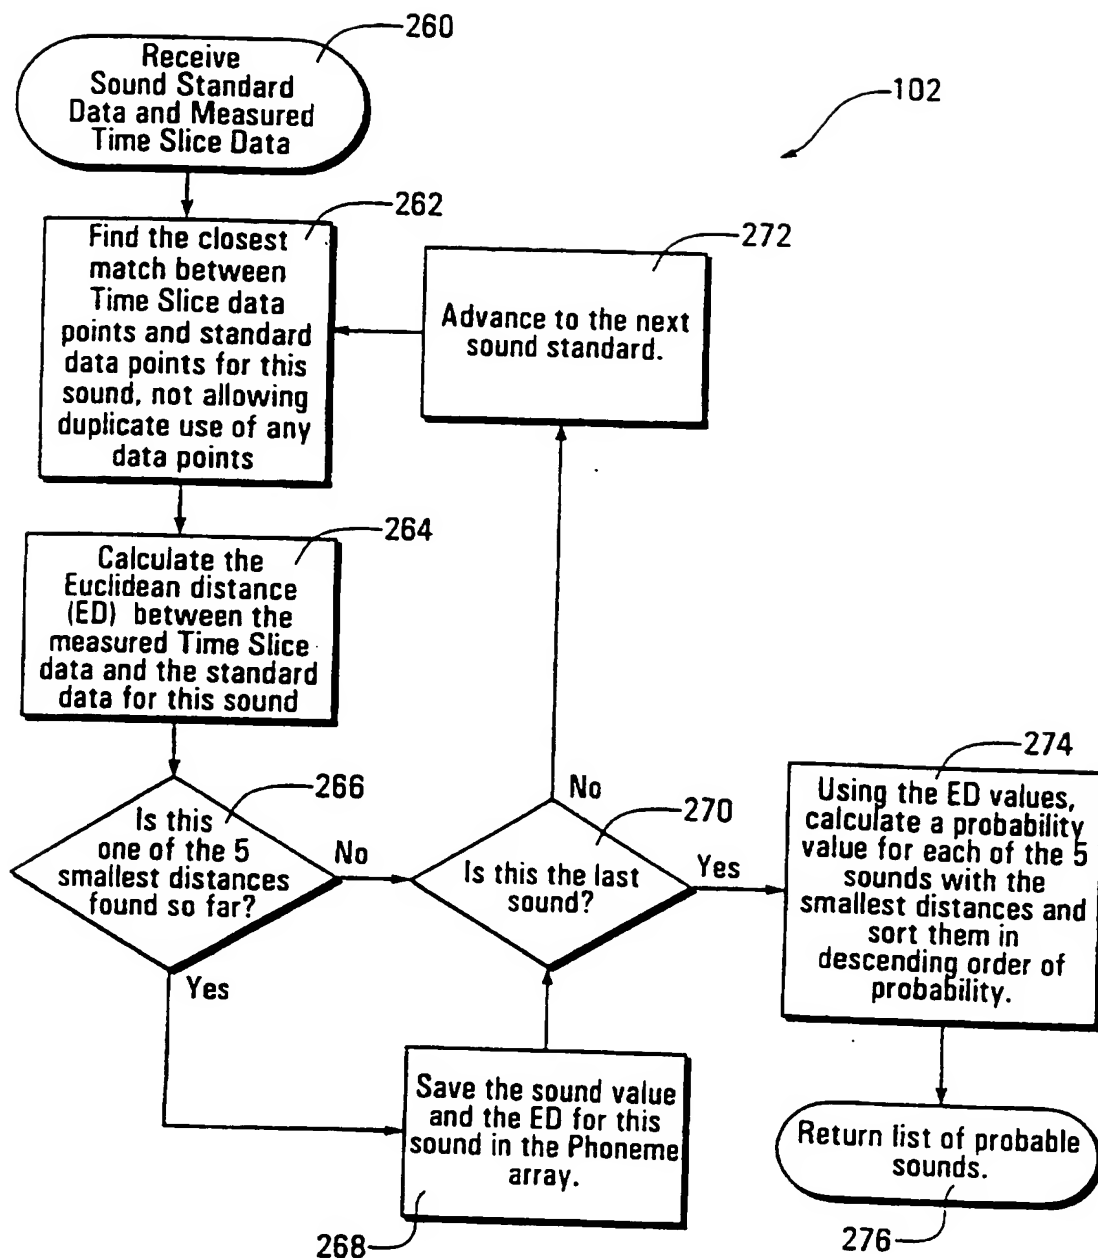 260
Receive
Sound Standard
Data and Measured
Time Slice Data
102
262
Find the closest
match between
Time Slice data
points and standard
data points for this
sound, not allowing
duplicate use of any
data points
272
Advance to the next
sound standard.
264
Calculate the
Euclidean distance
(ED) between the
measured Time Slice
data and the standard
data for this sound
266
Is this
one of the 5
smallest distances
found so far?
No
Yes
270
Is this the last
sound?
No
Yes
274
Using the ED values,
calculate a probability
value for each of the 5
sounds with the
smallest distances and
sort them in
descending order of
probability.
Save the sound value
and the ED for this
sound in the Phoneme
array.
268
Return list of probable
sounds.
276